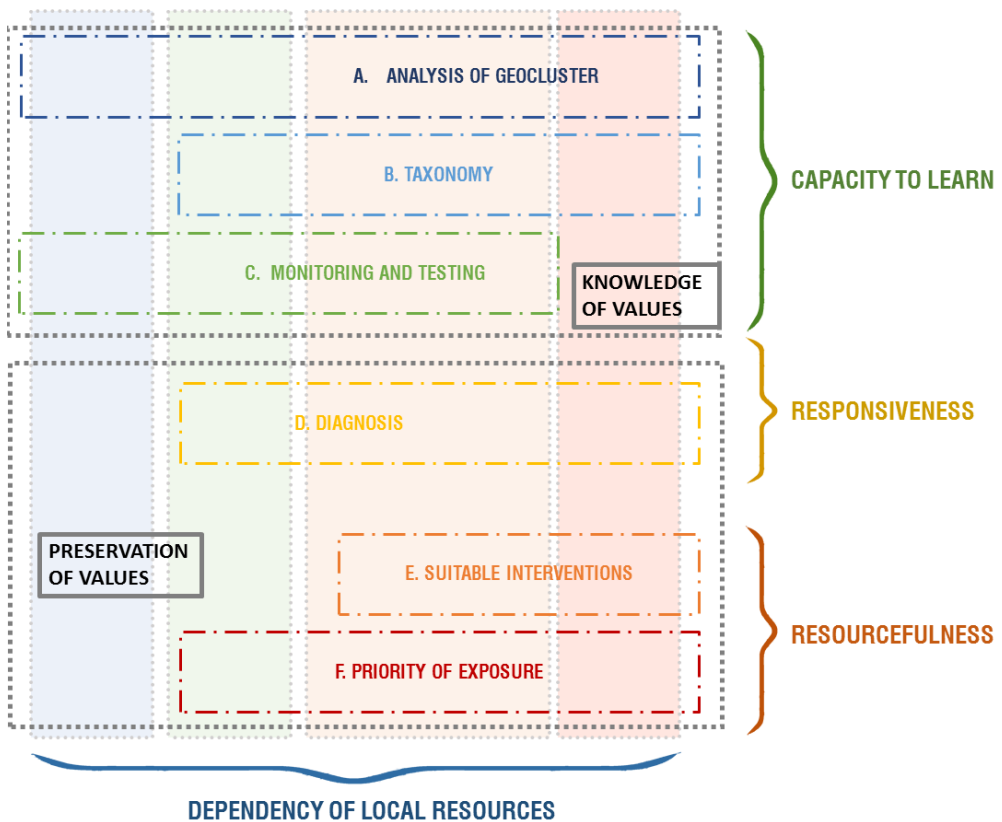 A. ANALYSIS OF GEOCLUSTER
B. TAXONOMY
CAPACITY TO LEARN
C. MONITORING AND TESTING
KNOWLEDGE
OF VALUES
D. DIAGNOSIS
RESPONSIVENESS
PRESERVATION
OF VALUES
E. SUITABLE INTERVENTIONS
RESOURCEFULNESS
F. PRIORITY OF EXPOSURE
DEPENDENCY OF LOCAL RESOURCES